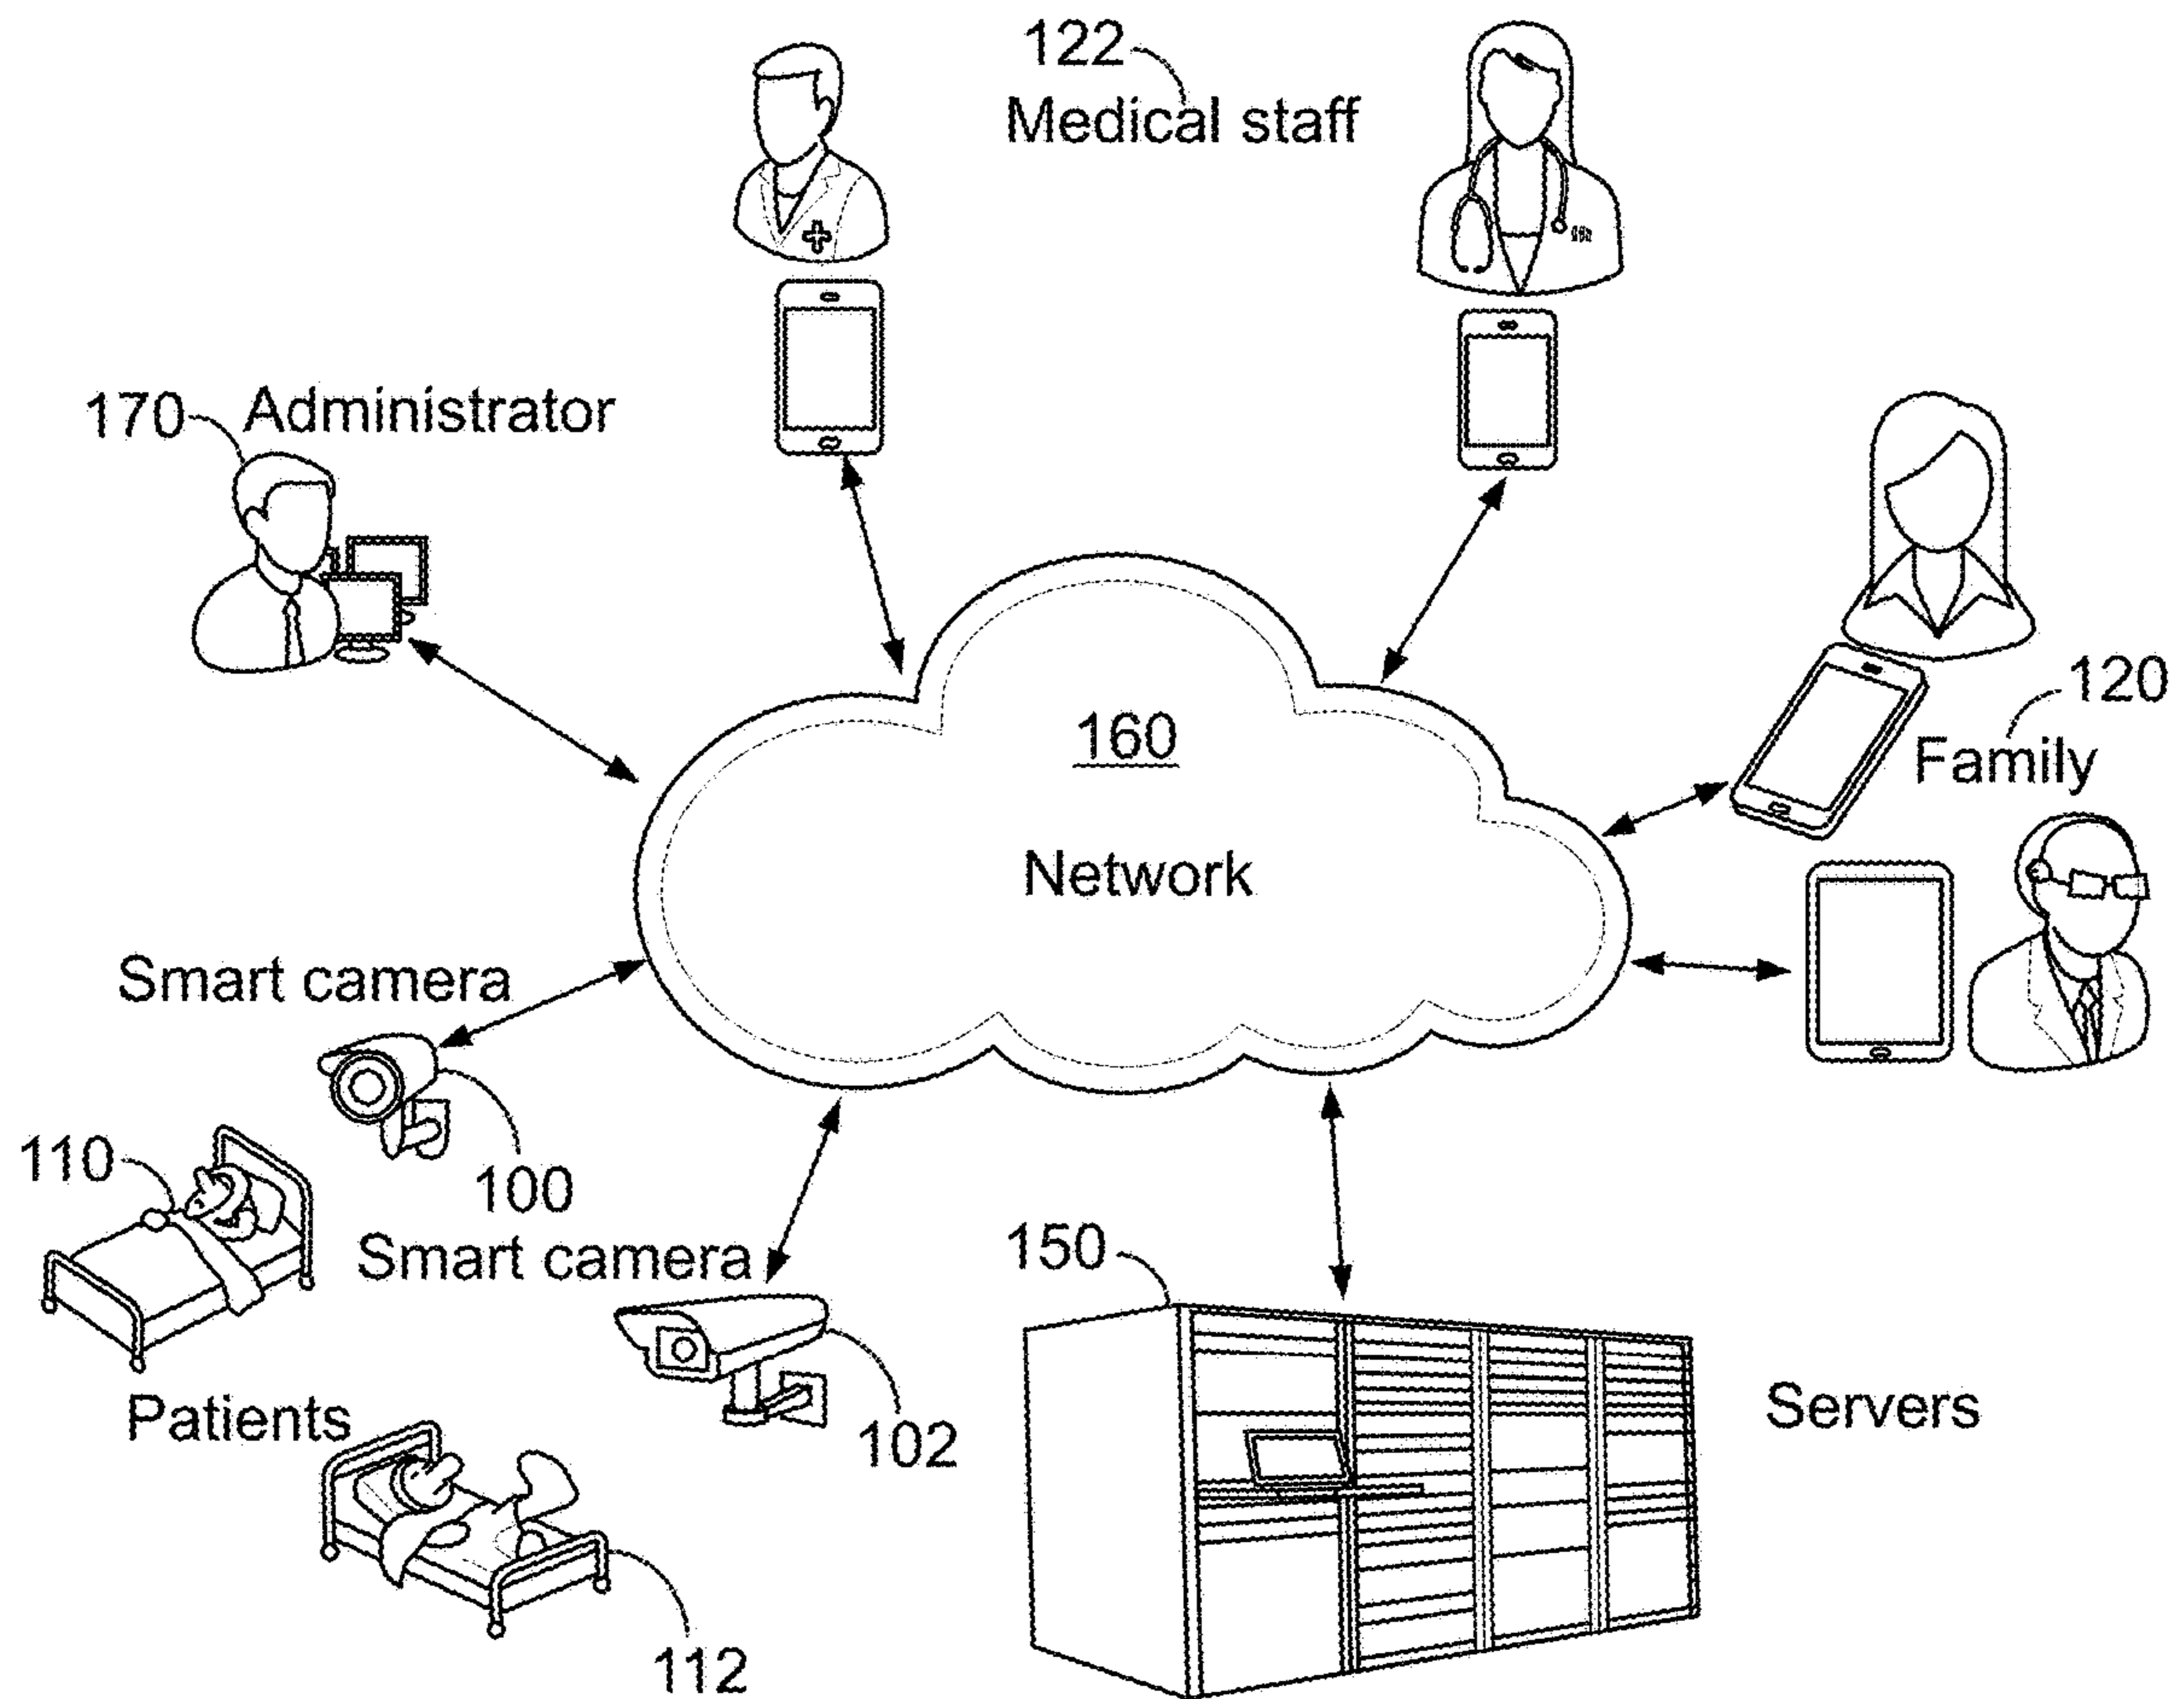 122
Medical staff
170
Administrator
120
Family
160
Network
Smart camera
100
110
Smart camera
102
150
Servers
Patients
112